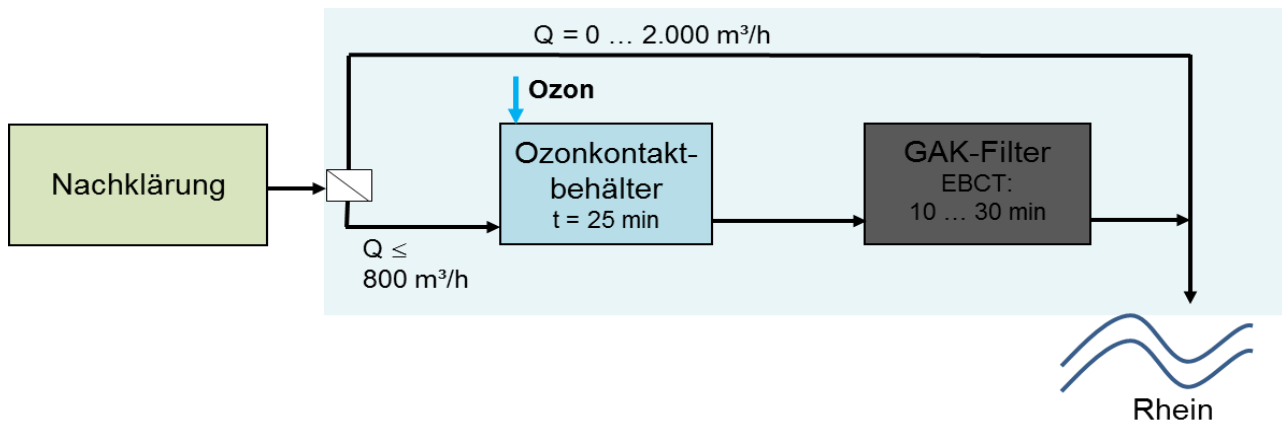 Q = 0 … 2.000 m³/h
Ozon
Nachklärung
Ozonkontakt-
behälter
t = 25 min
GAK-Filter
EBCT:
10 … 30 min
Q ≤
800 m³/h
Rhein